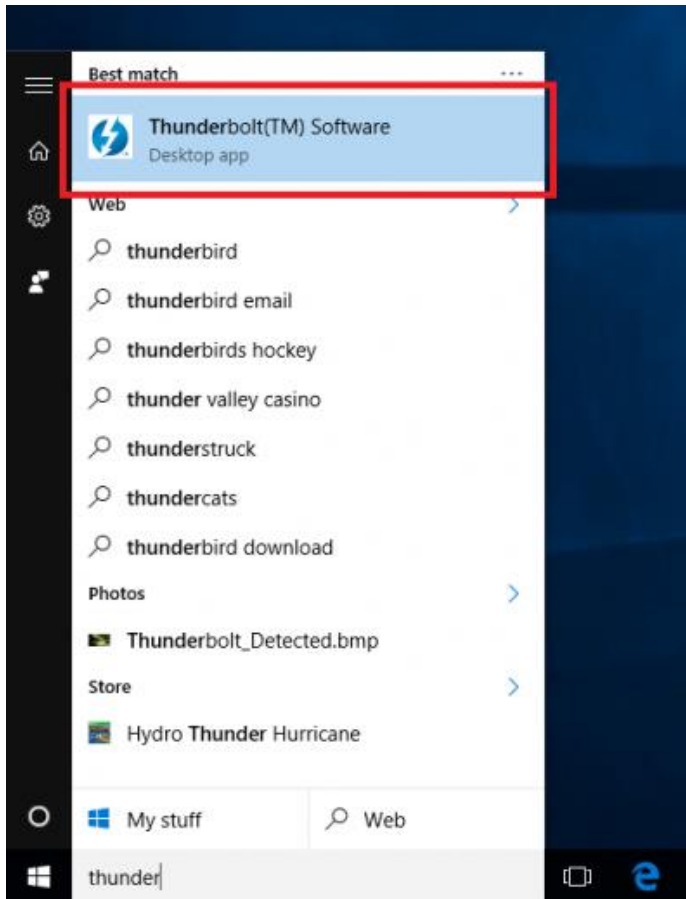 Best match
...
Thunderbolt(TM) Software
Desktop app
Web
thunderbird
thunderbird email
thunderbirds hockey
thunder valley casino
thunderstruck
thundercats
thunderbird download
Photos
Thunderbolt_Detected.bmp
Store
Hydro Thunder Hurricane
My stuff
Web
thunder